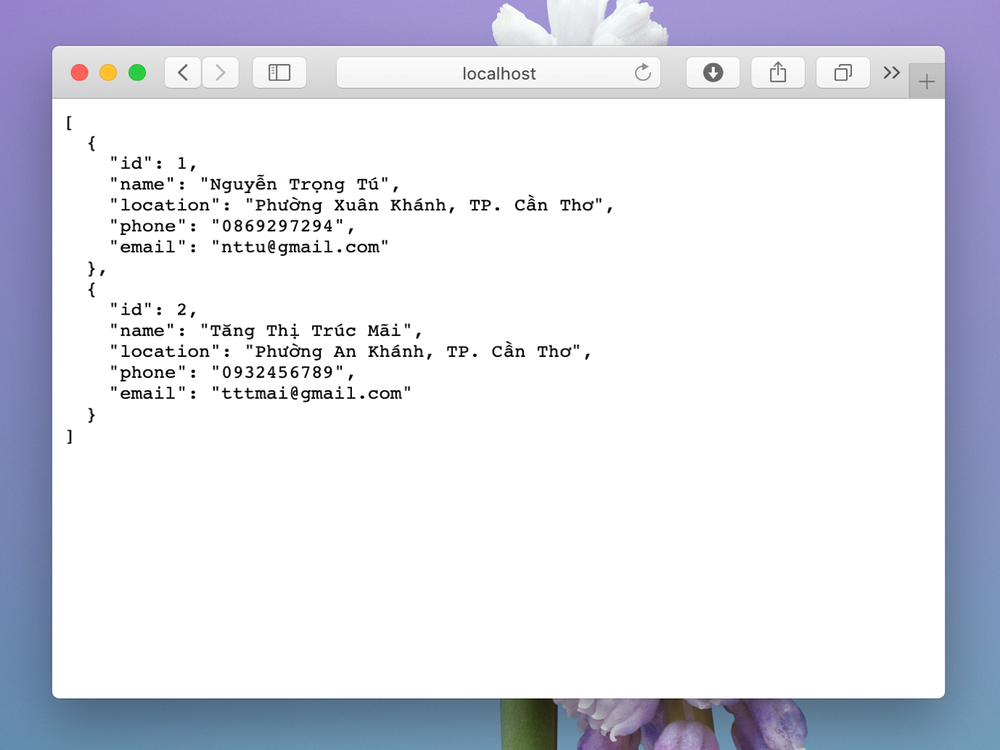 localhost
[
  {
    "id": 1,
    "name": "Nguyễn Trọng Tú",
    "location": "Phường Xuân Khánh, TP. Cần Thơ",
    "phone": "0869297294",
    "email": "nttu@gmail.com"
  },
  {
    "id": 2,
    "name": "Tăng Thị Trúc Mãi",
    "location": "Phường An Khánh, TP. Cần Thơ",
    "phone": "0932456789",
    "email": "tttmai@gmail.com"
  }
]